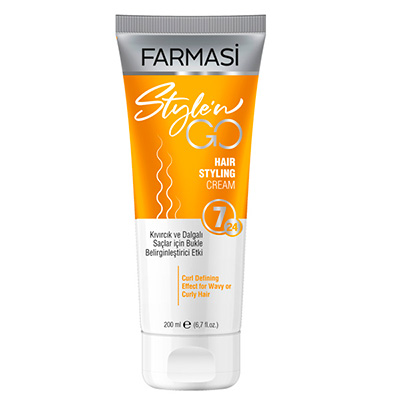 FARMASİ
Style'n
GO
HAIR
STYLING
CREAM
7
24
Kıvırcık ve Dalgalı
Saçlar için Bukle
Belirginleştirici Etki
Curl Defining
Effect for Wavy or
Curly Hair
200 ml e (6,7 fl.oz.)